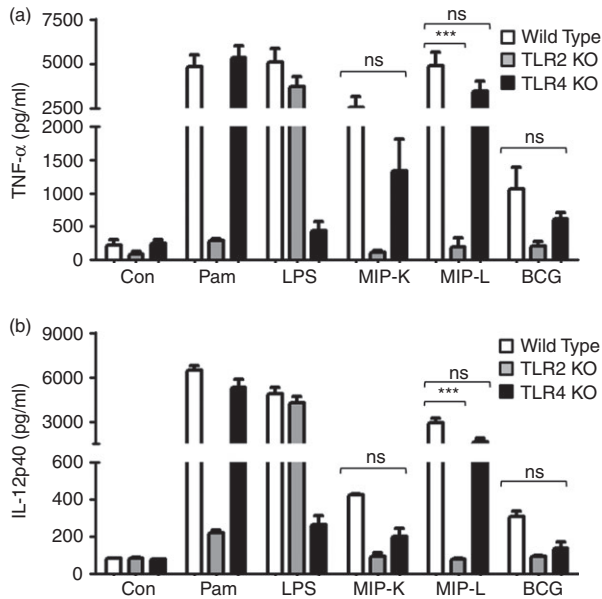 (a)
TNF-α (pg/ml)
7500
5000
2500
2000
1500
1000
500
0
ns
ns
***
ns
Wild Type
TLR2 KO
TLR4 KO
Con Pam LPS MIP-K MIP-L BCG
(b)
IL-12p40 (pg/ml)
9000
6000
3000
600
400
200
0
ns
ns
***
ns
Wild Type
TLR2 KO
TLR4 KO
Con Pam LPS MIP-K MIP-L BCG